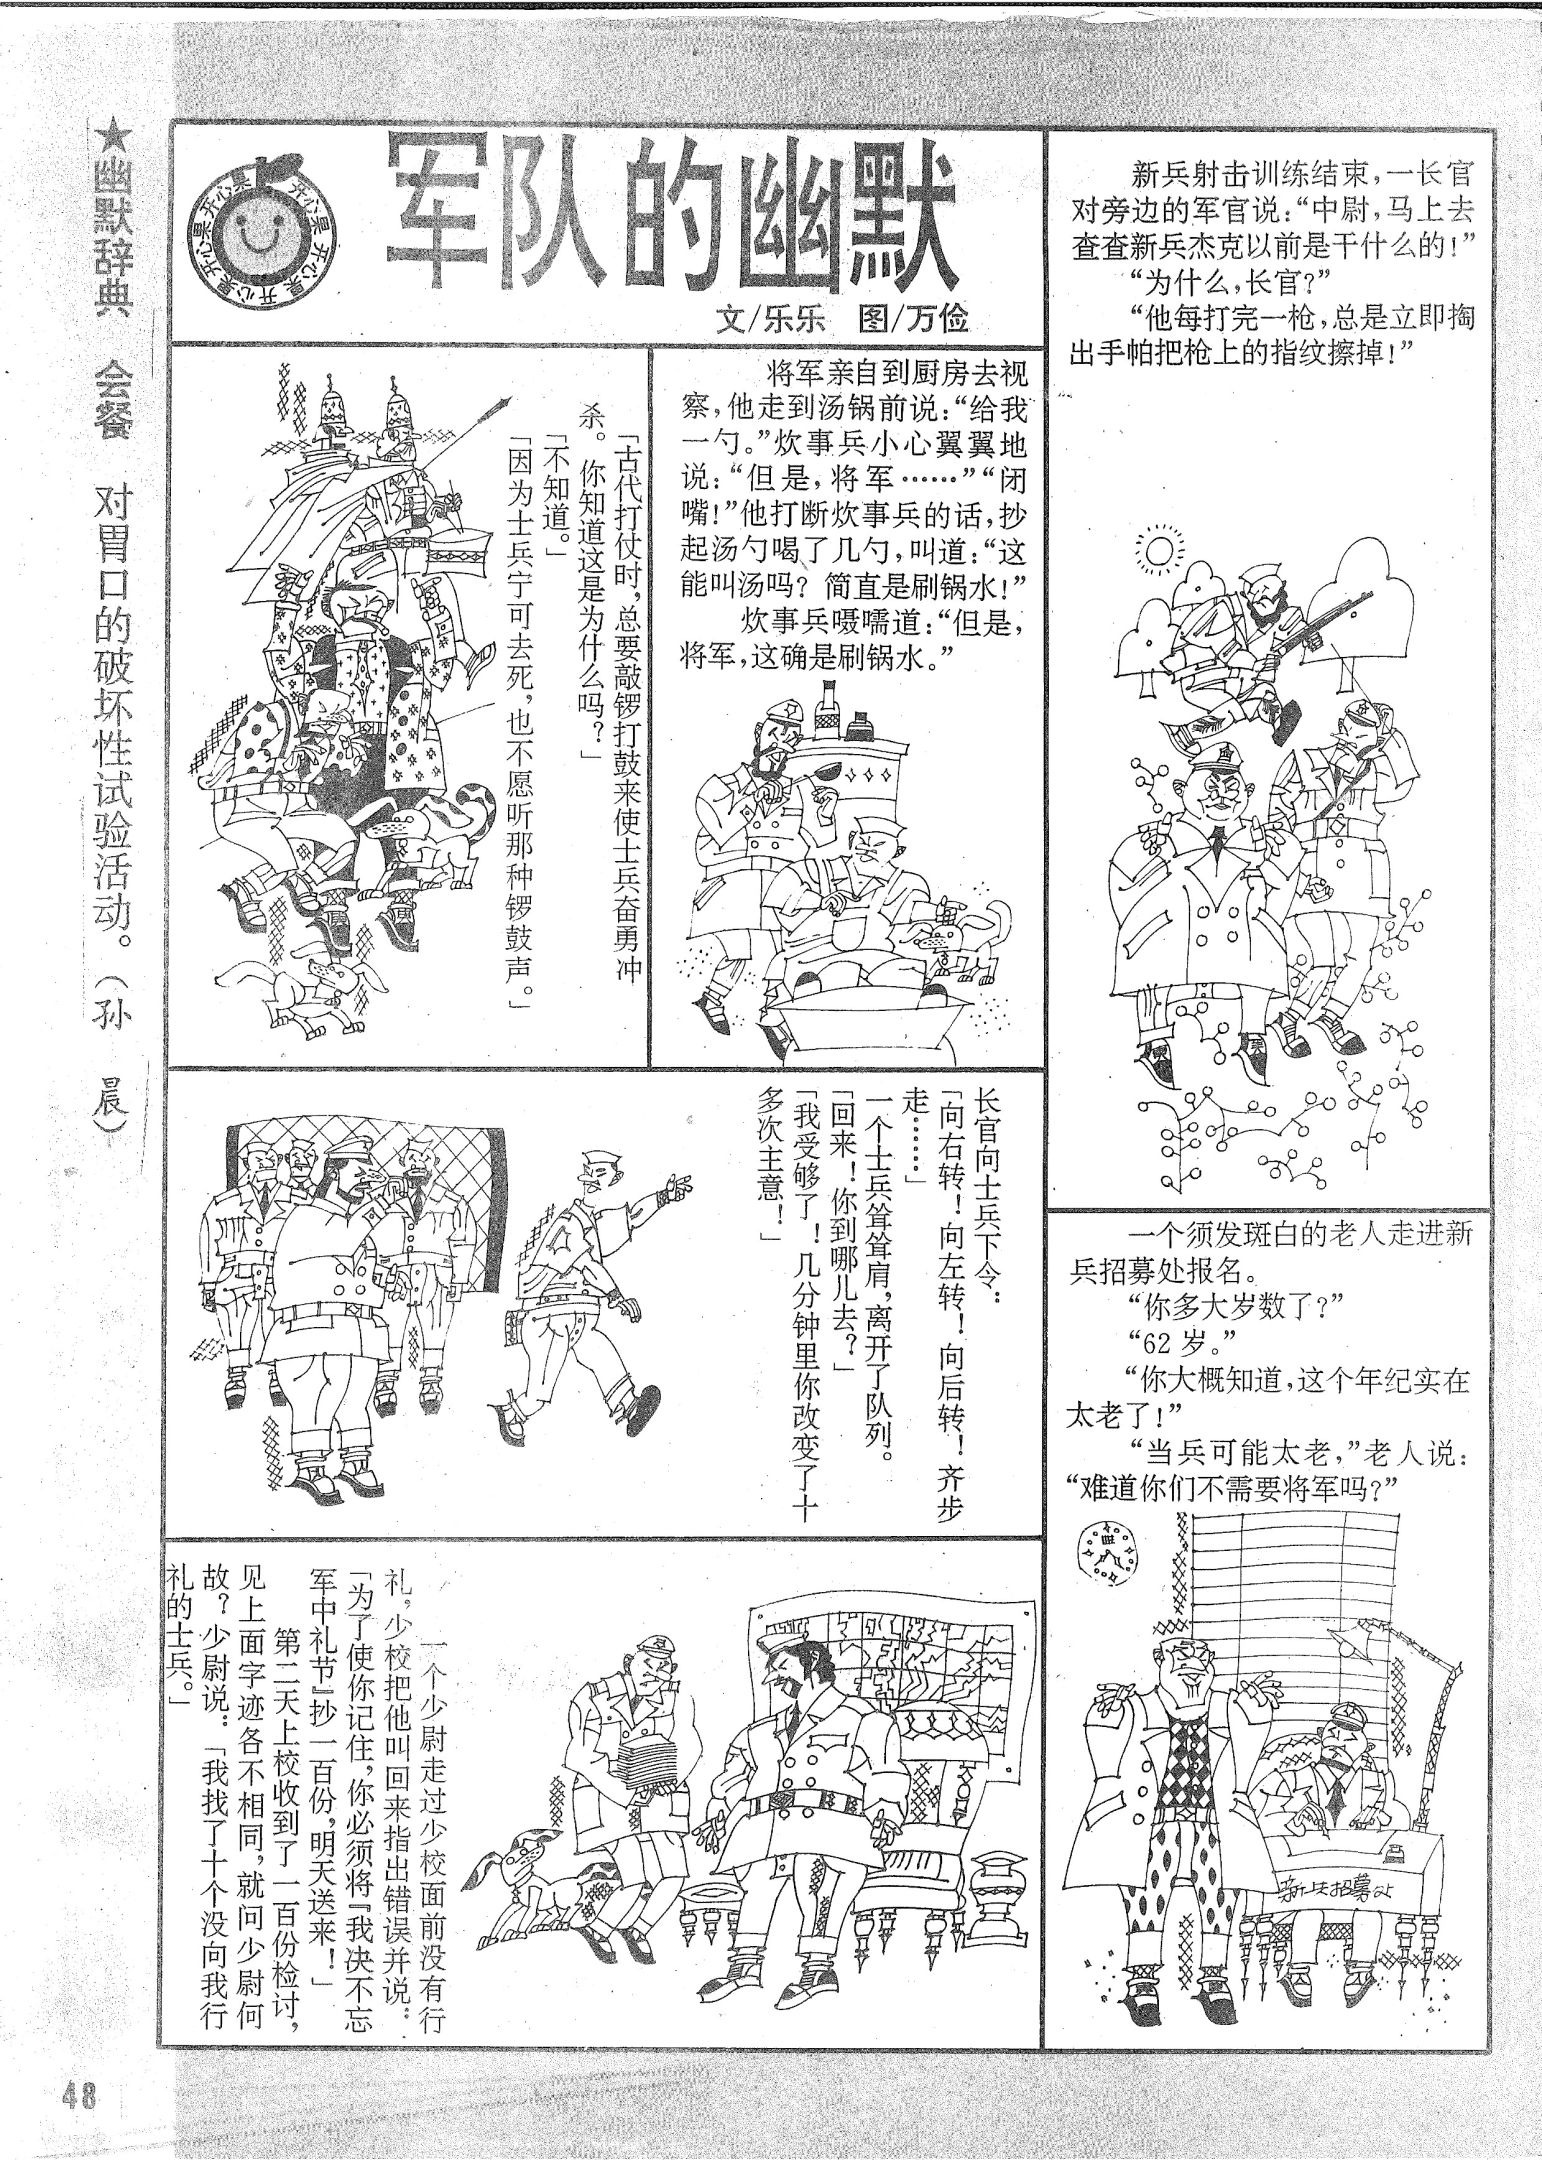 ★幽默辞典　会餐　对胃口的破坏性试验活动。（孙　晨）
开心果 开心果 开心果 开心果 开心果
军队的幽默
文/乐乐　图/万俭
「古代打仗时，总要敲锣打鼓来使士兵奋勇冲
杀。你知道这是为什么吗？」
「不知道。」
「因为士兵宁可去死，也不愿听那种锣鼓声。」
将军亲自到厨房去视
察，他走到汤锅前说：“给我
一勺。”炊事兵小心翼翼地
说：“但是，将军……”“闭
嘴！”他打断炊事兵的话，抄
起汤勺喝了几勺，叫道：“这
能叫汤吗？简直是刷锅水！”
炊事兵嗫嚅道：“但是，
将军，这确是刷锅水。”
新兵射击训练结束，一长官
对旁边的军官说：“中尉，马上去
查查新兵杰克以前是干什么的！”
“为什么，长官？”
“他每打完一枪，总是立即掏
出手帕把枪上的指纹擦掉！”
长官向士兵下令：
「向右转！向左转！向后转！齐步
走……」
一个士兵耸耸肩，离开了队列。
「回来！你到哪儿去？」
「我受够了！几分钟里你改变了十
多次主意！」
一个须发斑白的老人走进新
兵招募处报名。
“你多大岁数了？”
“62岁。”
“你大概知道，这个年纪实在
太老了！”
“当兵可能太老，”老人说：
“难道你们不需要将军吗？”
新兵招募处
一个少尉走过少校面前没有行
礼，少校把他叫回来指出错误并说：
「为了使你记住，你必须将『我决不忘
军中礼节』抄一百份，明天送来！」
第二天上校收到了一百份检讨，
见上面字迹各不相同，就问少尉何
故？少尉说：「我找了十个没向我行
礼的士兵。」
48